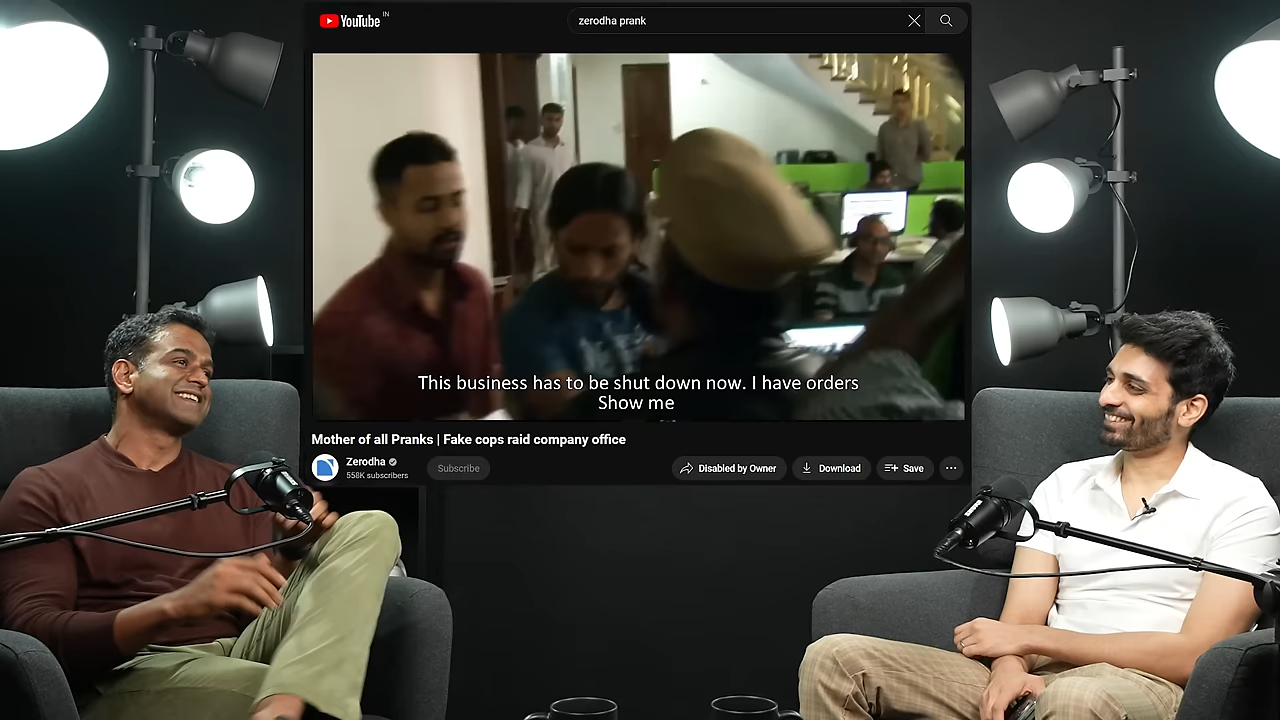 YouTube IN
zerodha prank
This business has to be shut down now. I have orders
Show me
Mother of all Pranks | Fake cops raid company office
Zerodha
558K subscribers
Subscribe
Disabled by Owner
Download
Save